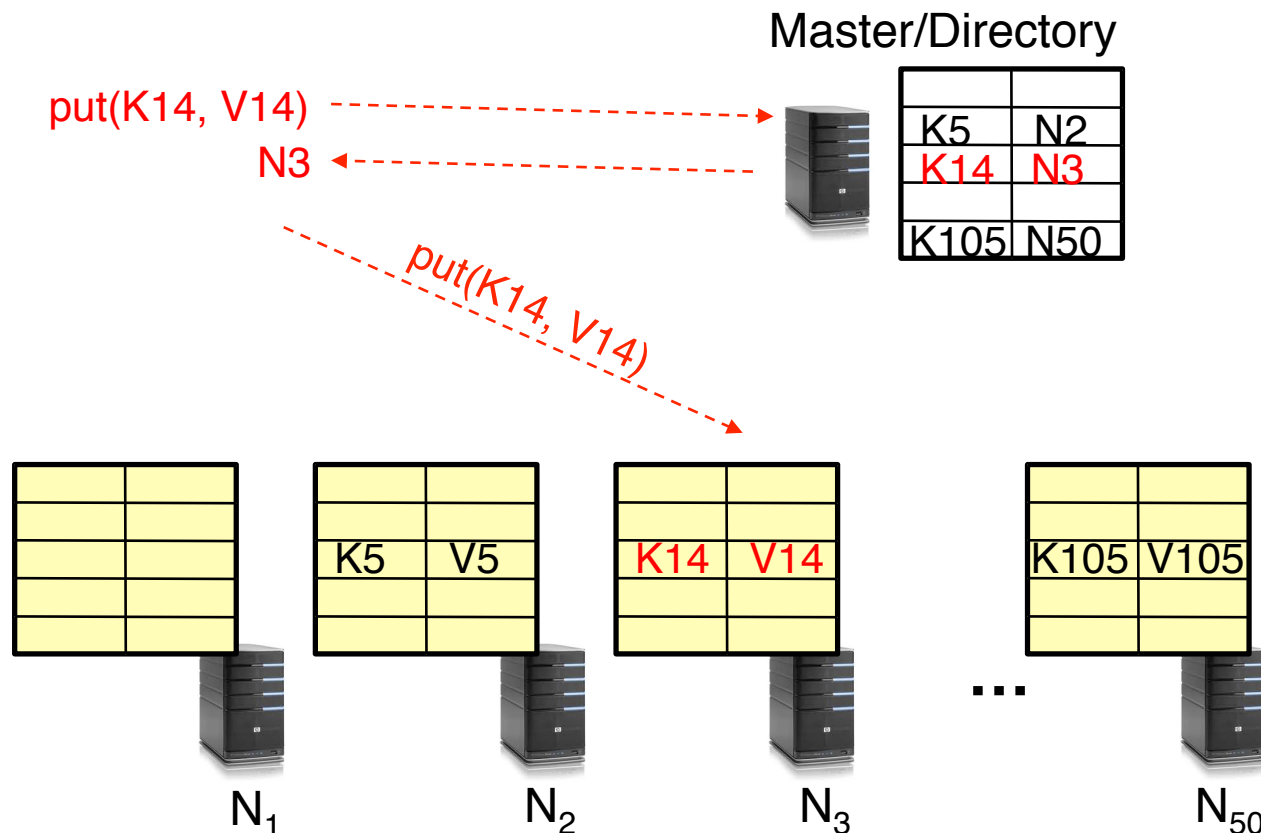 Master/Directory
put(K14, V14)
N3
K5 N2
K14 N3
K105 N50
put(K14, V14)
K5 V5
K14 V14
K105 V105
...
N1
N2
N3
N50